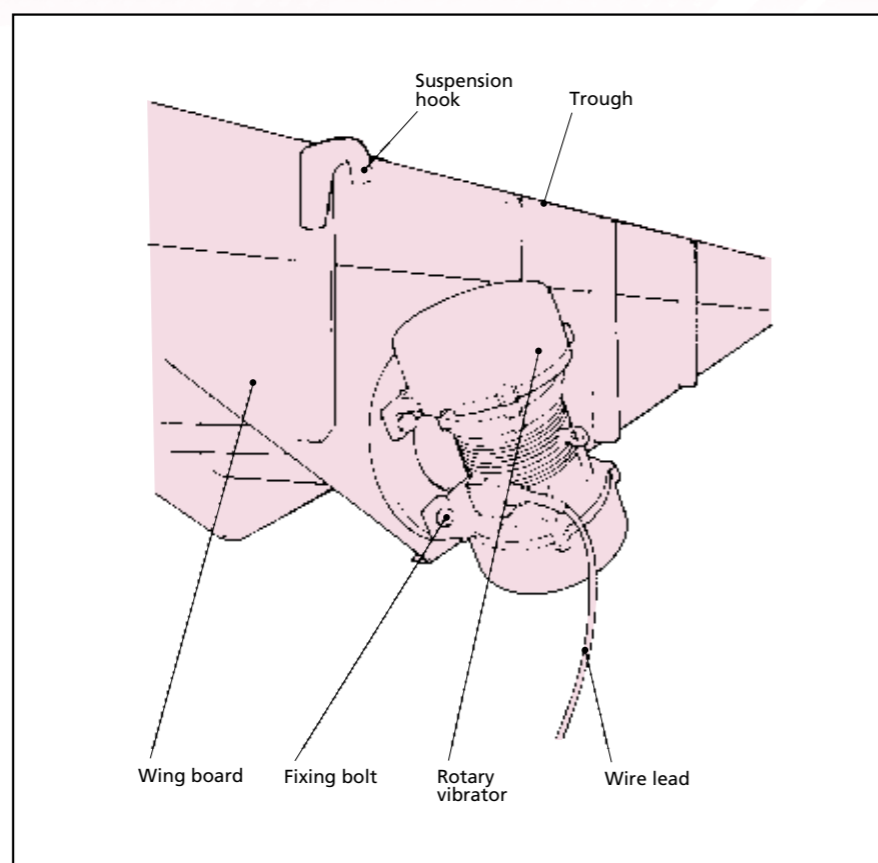 Suspension
hook
Trough
Wing board
Fixing bolt
Rotary
vibrator
Wire lead